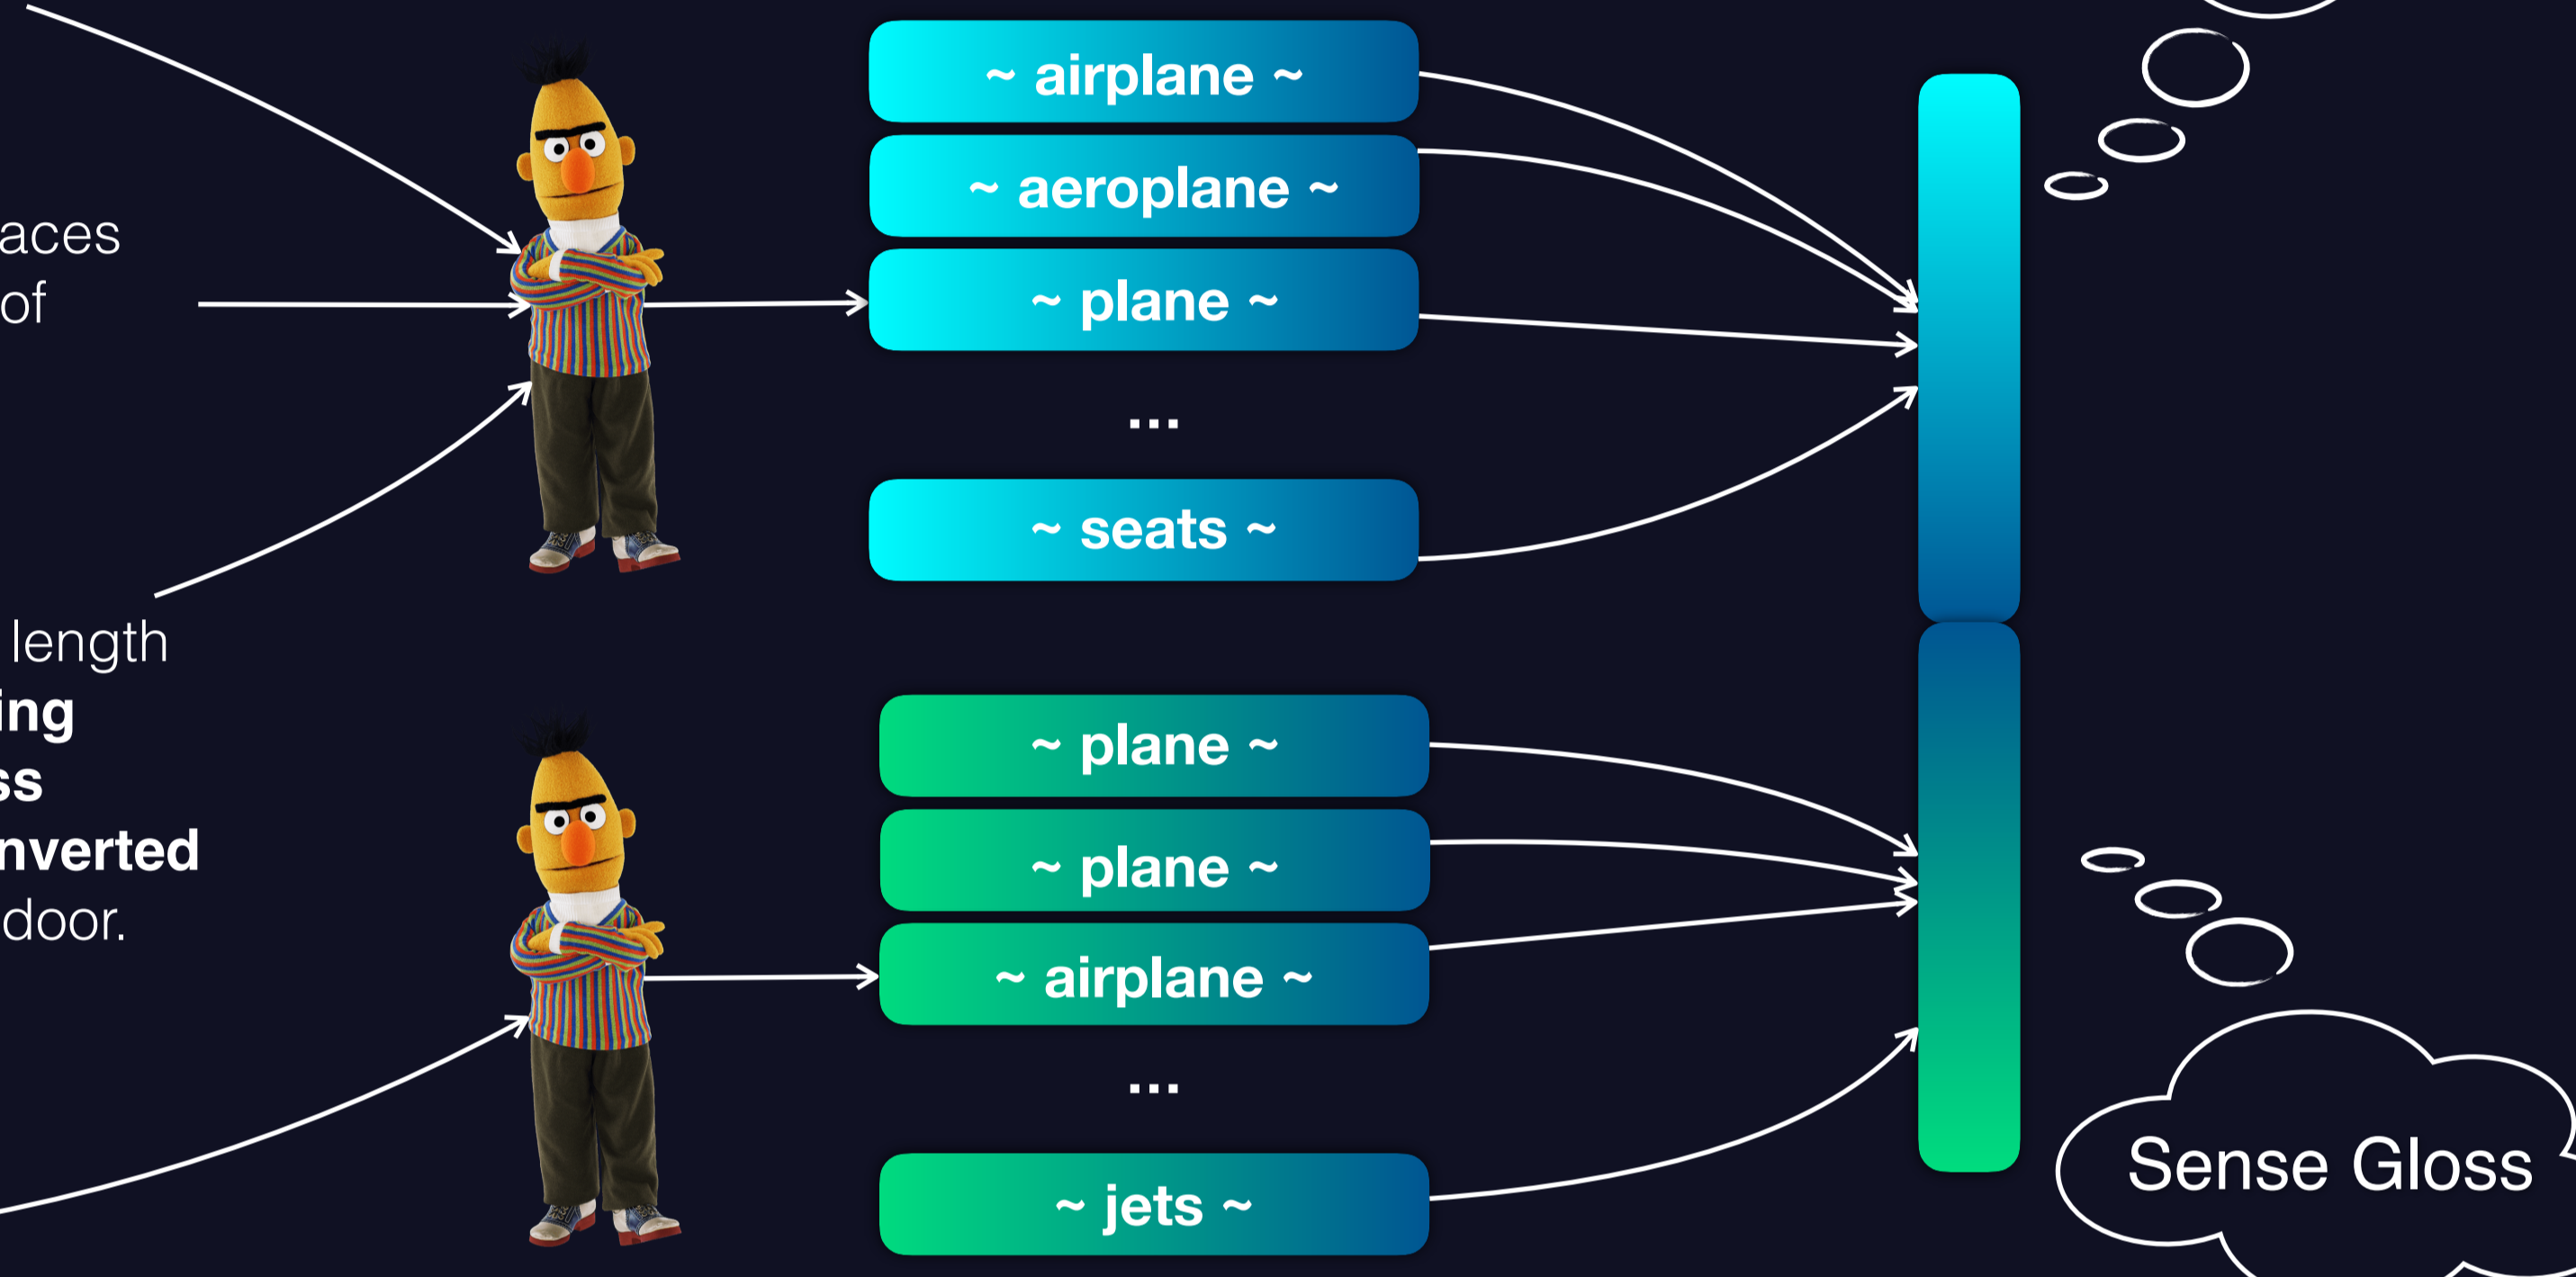 aces
of
length
ing
ss
nverted
door.
~ airplane ~
~ aeroplane ~
~ plane ~
...
~ seats ~
~ plane ~
~ plane ~
~ airplane ~
...
~ jets ~
Sense Gloss